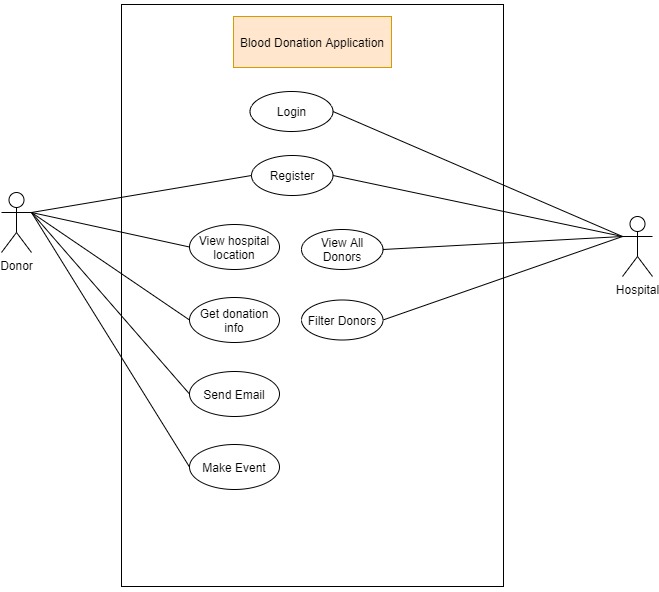 Blood Donation Application
Login
Register
View hospital
location
View All
Donors
Donor
Hospital
Get donation
info
Filter Donors
Send Email
Make Event